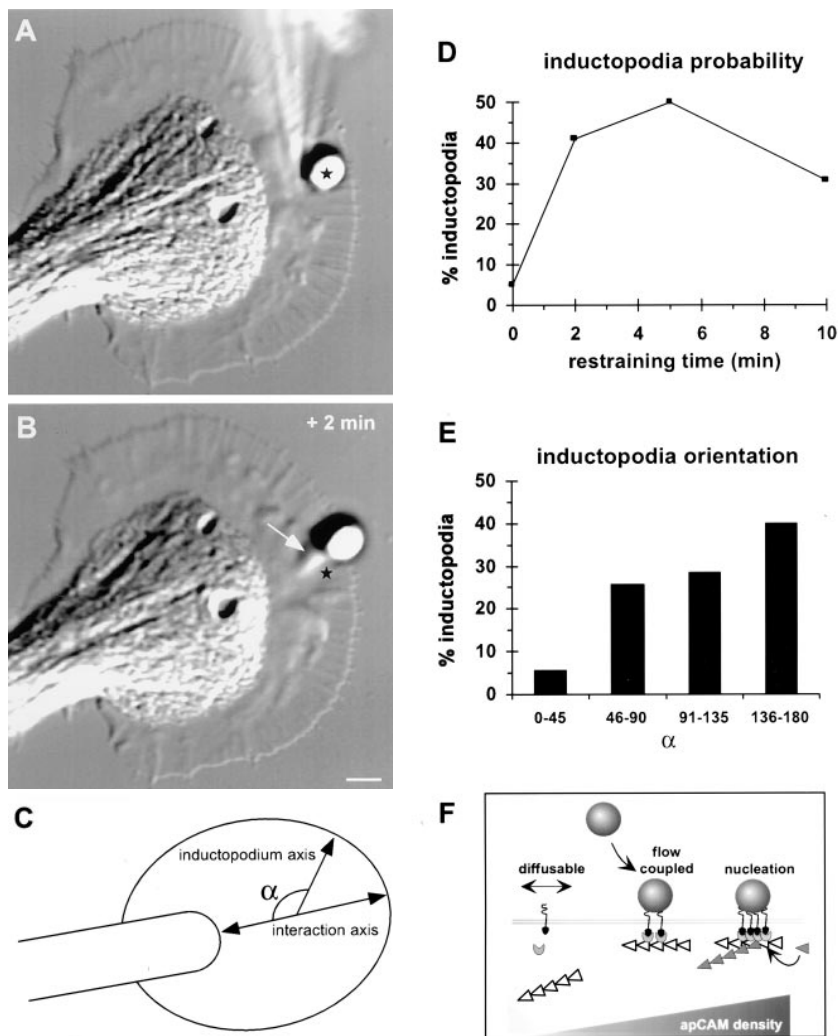 A
B
+ 2 min
C
inductopodium axis
α
interaction axis
D
inductopodia probability
% inductopodia
50
40
30
20
10
0
0
2
4
6
8
10
restraining time (min)
E
inductopodia orientation
% inductopodia
50
40
30
20
10
0
0-45
46-90
91-135
136-180
α
F
diffusable
flow
coupled
nucleation
apCAM density